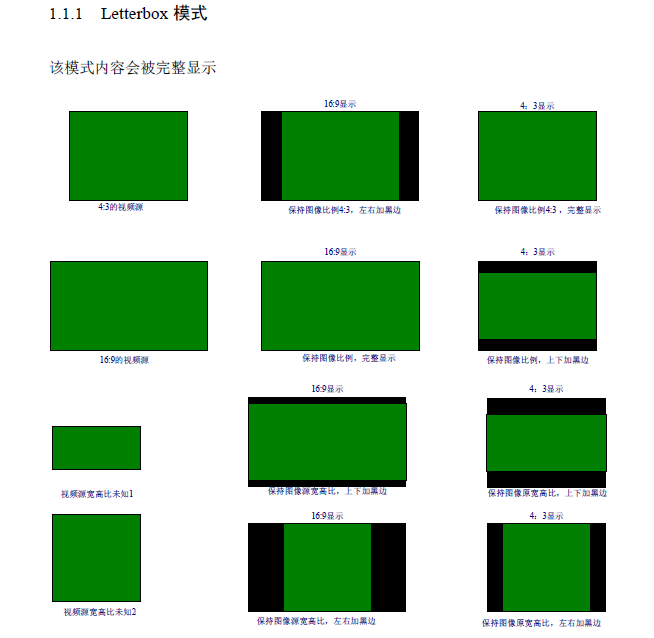 1.1.1 Letterbox 模式
该模式内容会被完整显示
16:9显示
4：3显示
4:3的视频源
保持图像比例4:3，左右加黑边
保持图像比例4:3 ，完整显示
16:9显示
4：3显示
16:9的视频源
保持图像比例，完整显示
保持图像比例，上下加黑边
16:9显示
4：3显示
视频源宽高比未知1
保持图像源宽高比，上下加黑边
保持图像原宽高比，上下加黑边
16:9显示
4：3显示
视频源宽高比未知2
保持图像源宽高比，左右加黑边
保持图像原宽高比，左右加黑边